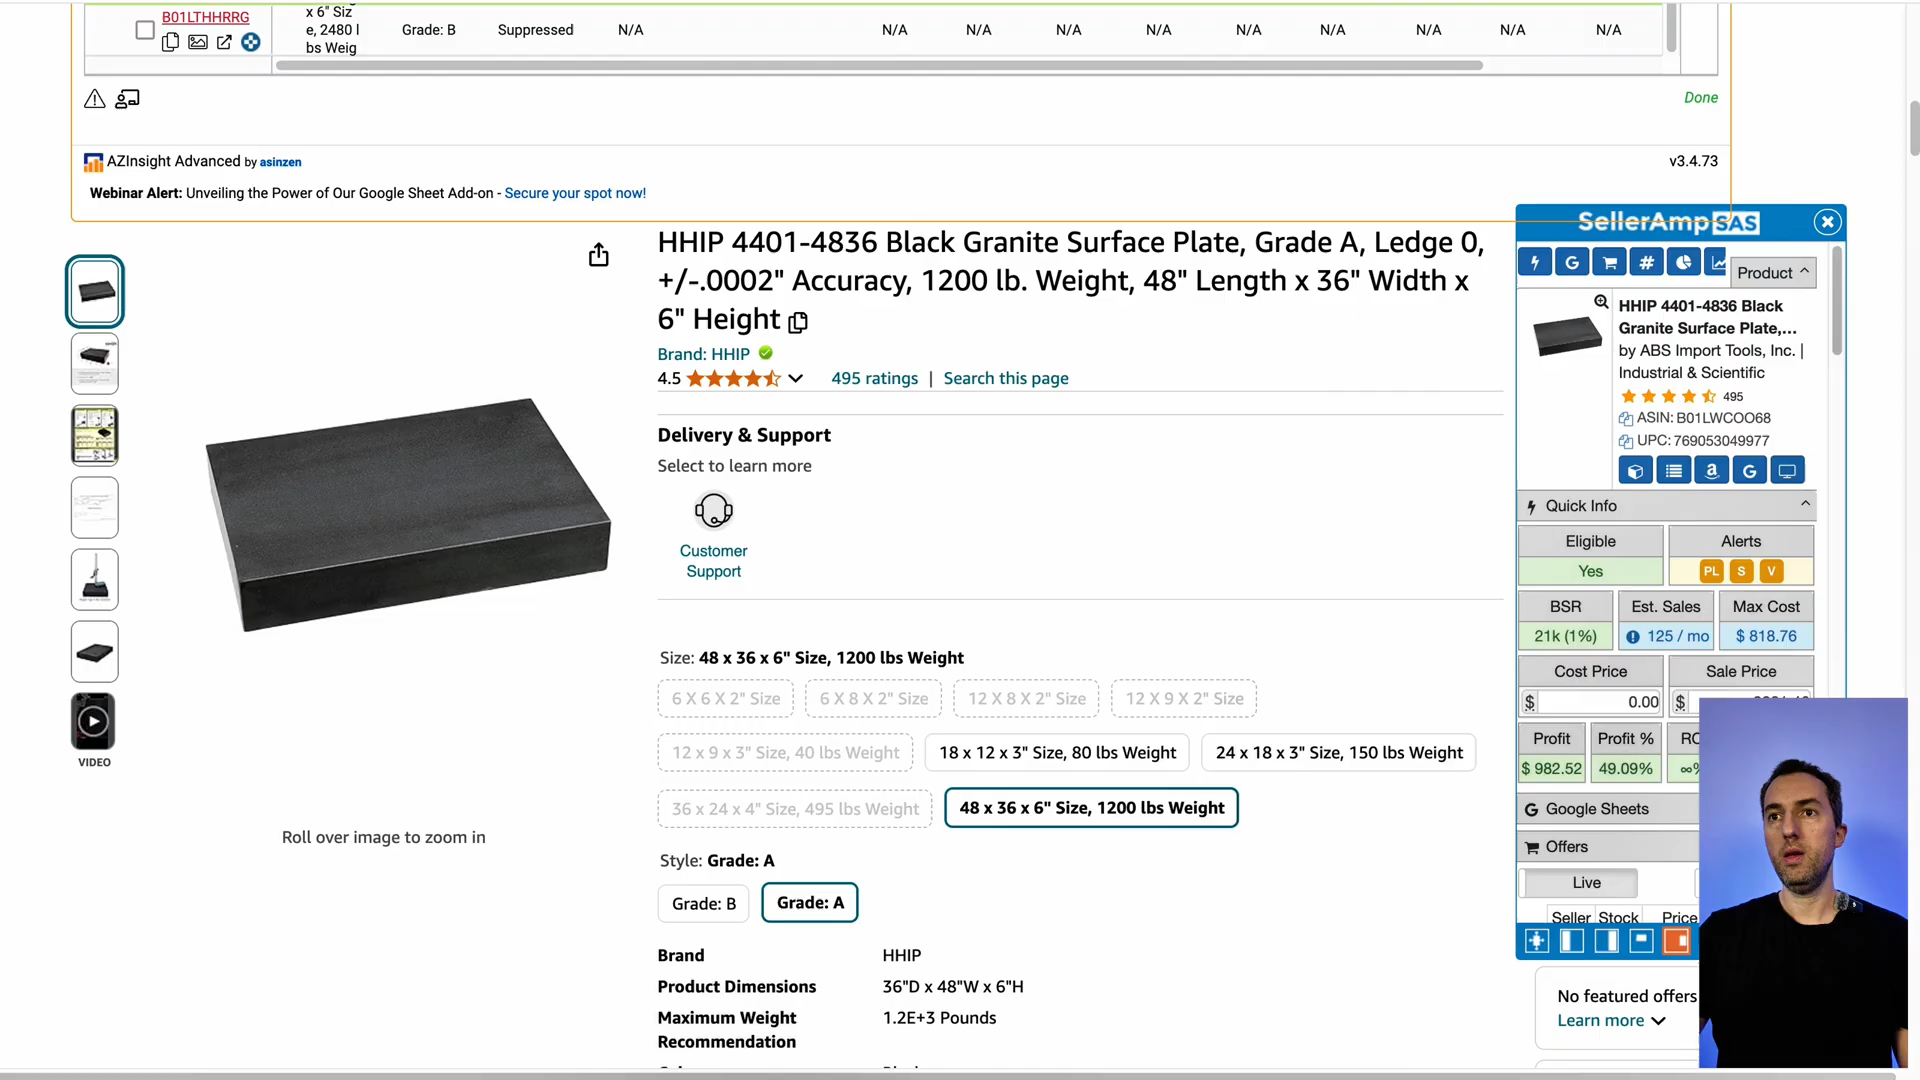 B01LTHHRRG
x 6" Siz
e, 2480 l
bs Weig
Grade: B
Suppressed
N/A
N/A
N/A
N/A
N/A
N/A
N/A
N/A
N/A
N/A
Done
AZInsight Advanced by asinzen
v3.4.73
Webinar Alert: Unveiling the Power of Our Google Sheet Add-on - Secure your spot now!
HHIP 4401-4836 Black Granite Surface Plate, Grade A, Ledge 0,
+/-.0002" Accuracy, 1200 lb. Weight, 48" Length x 36" Width x
6" Height
Brand: HHIP
4.5
495 ratings | Search this page
Delivery & Support
Select to learn more
Customer
Support
Size: 48 x 36 x 6" Size, 1200 lbs Weight
6 X 6 X 2" Size
6 X 8 X 2" Size
12 X 8 X 2" Size
12 X 9 X 2" Size
12 x 9 x 3" Size, 40 lbs Weight
18 x 12 x 3" Size, 80 lbs Weight
24 x 18 x 3" Size, 150 lbs Weight
36 x 24 x 4" Size, 495 lbs Weight
48 x 36 x 6" Size, 1200 lbs Weight
Style: Grade: A
Grade: B
Grade: A
Brand HHIP
Product Dimensions 36"D x 48"W x 6"H
Maximum Weight 1.2E+3 Pounds
Recommendation
VIDEO
Roll over image to zoom in
SellerAmp SAS
Product
HHIP 4401-4836 Black
Granite Surface Plate,...
by ABS Import Tools, Inc. |
Industrial & Scientific
495
ASIN: B01LWCOO68
UPC: 769053049977
Quick Info
Eligible
Alerts
Yes
PL S V
BSR
Est. Sales
Max Cost
21k (1%)
125 / mo
$ 818.76
Cost Price
Sale Price
$ 0.00
$
Profit
Profit %
$ 982.52
49.09%
∞%
Google Sheets
Offers
Live
Seller Stock Price
No featured offers
Learn more